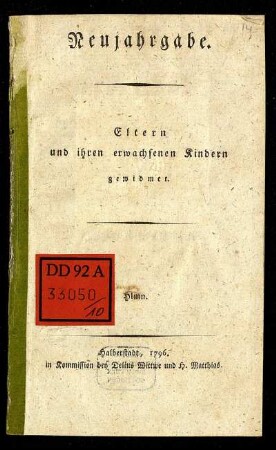 Neujahrgabe.
Eltern
und ihren erwachsenen Kindern
gewidmet.
DD 92 A
33050
/10
Halberstadt, 1796.
in Kommission bey Delius Wittwe und H. Matthias.